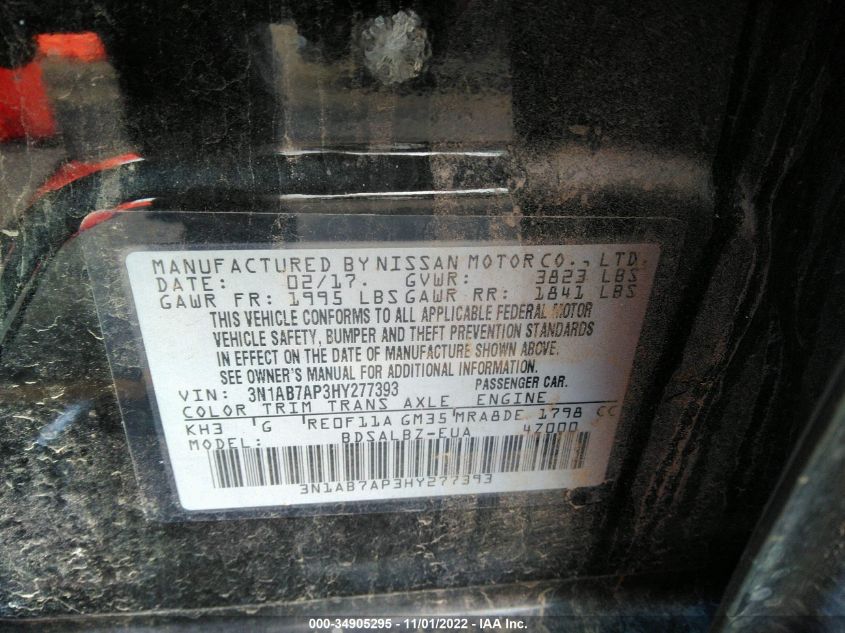 MANUFACTURED BY NISSAN MOTOR CO., LTD.
DATE: 02/17. GVWR: 3823 LBS
GAWR FR: 1995 LBS GAWR RR: 1841 LBS
THIS VEHICLE CONFORMS TO ALL APPLICABLE FEDERAL MOTOR
VEHICLE SAFETY, BUMPER AND THEFT PREVENTION STANDARDS
IN EFFECT ON THE DATE OF MANUFACTURE SHOWN ABOVE.
SEE OWNER'S MANUAL FOR ADDITIONAL INFORMATION.
VIN: 3N1AB7AP3HY277393 PASSENGER CAR.
COLOR TRIM TRANS AXLE ENGINE
KH3 G RE0F11A GM35 MRA8DE 1798 CC
MODEL: BDSALBZ-EUA 4Z000
3N1AB7AP3HY277393
000-34905295 - 11/01/2022 - IAA Inc.